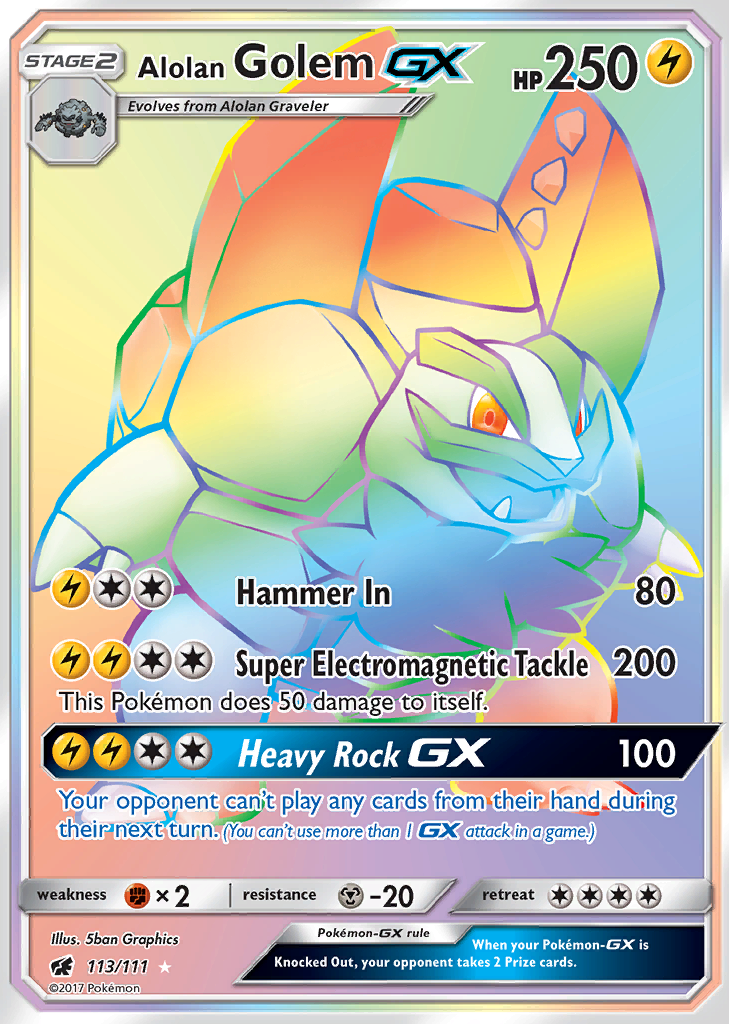 STAGE2 Alolan Golem GX HP 250
Evolves from Alolan Graveler
Hammer In 80
Super Electromagnetic Tackle 200
This Pokémon does 50 damage to itself.
Heavy Rock GX 100
Your opponent can't play any cards from their hand during
their next turn. (You can't use more than 1 GX attack in a game.)
weakness × 2 resistance -20 retreat
Illus. 5ban Graphics
Pokémon-GX rule
When your Pokémon-GX is
Knocked Out, your opponent takes 2 Prize cards.
113/111
©2017 Pokémon